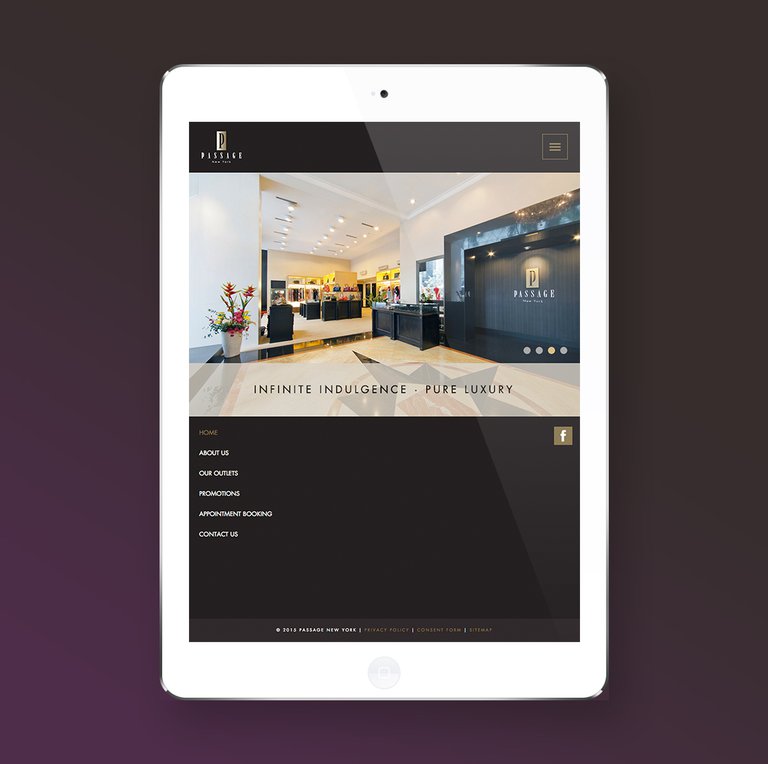 P
PASSAGE
New York
P
PASSAGE
New York
INFINITE INDULGENCE · PURE LUXURY
HOME
f
ABOUT US
OUR OUTLETS
PROMOTIONS
APPOINTMENT BOOKING
CONTACT US
© 2015 PASSAGE NEW YORK | PRIVACY POLICY | CONSENT FORM | SITEMAP